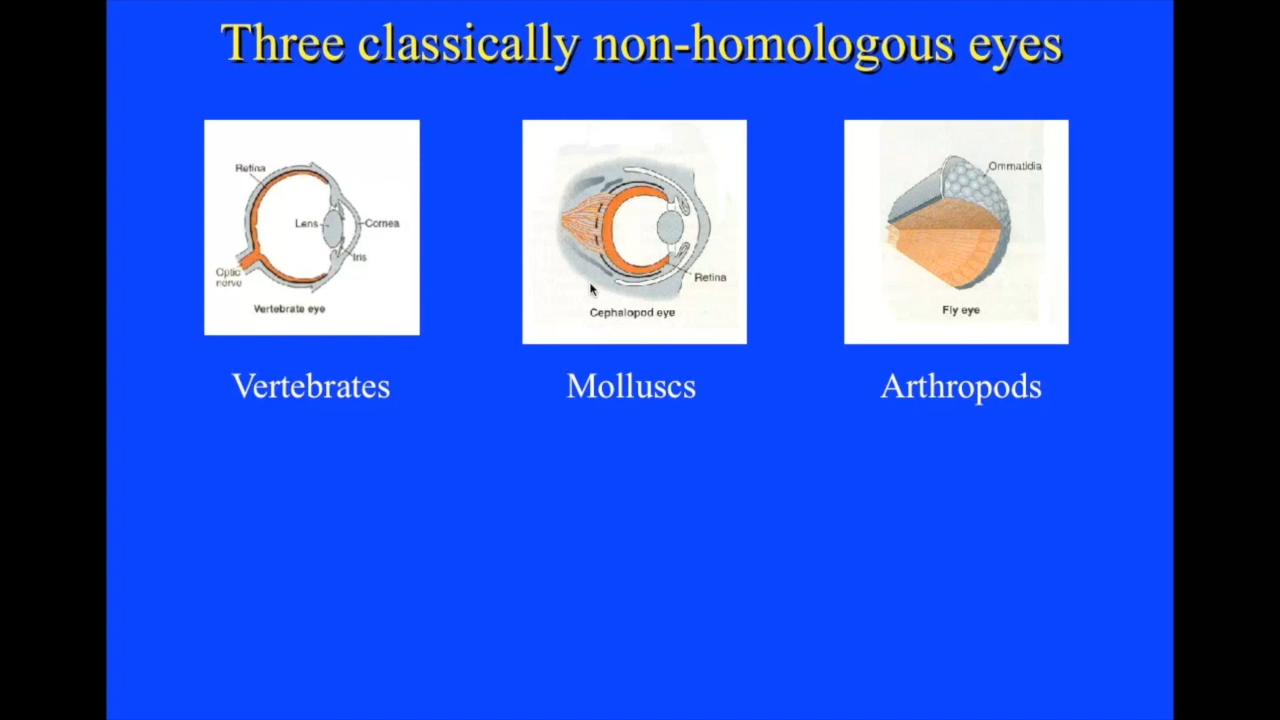 Three classically non-homologous eyes
Retina
Lens
Cornea
Iris
Optic
nerve
Vertebrate eye
Retina
Cephalopod eye
Ommatidia
Fly eye
Vertebrates
Molluscs
Arthropods